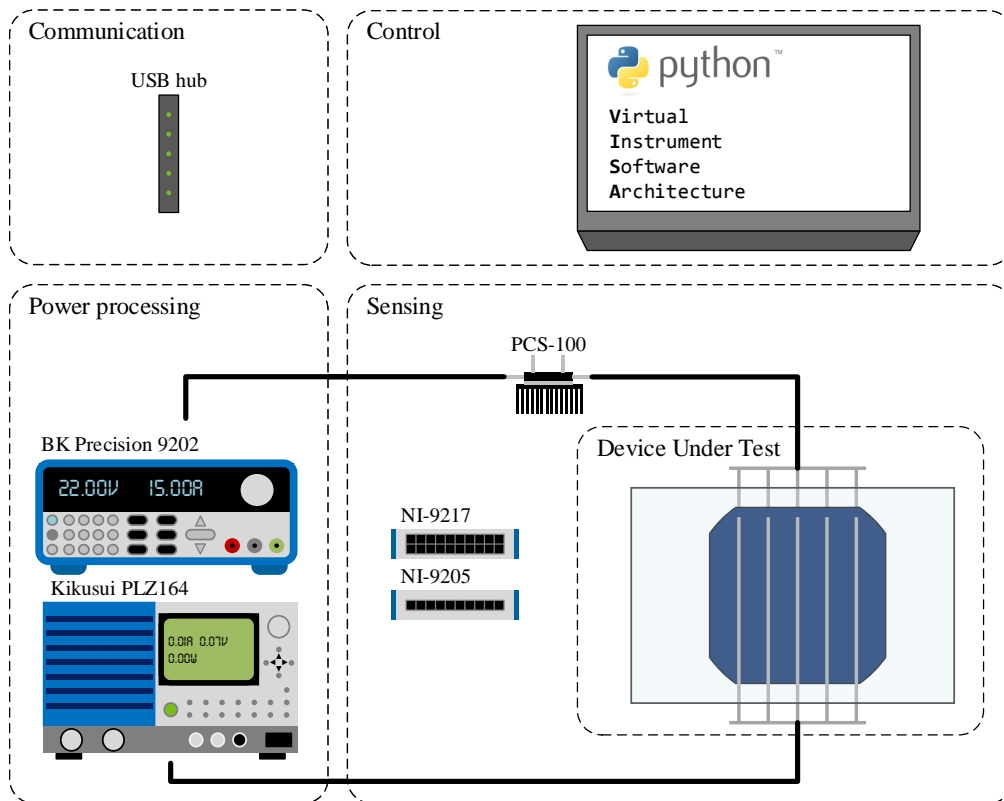 Communication
USB hub
Control
python™
Virtual
Instrument
Software
Architecture
Power processing
BK Precision 9202
22.00V 15.00A
Kikusui PLZ164
0.01A 0.07V
0.00W
Sensing
PCS-100
NI-9217
NI-9205
Device Under Test